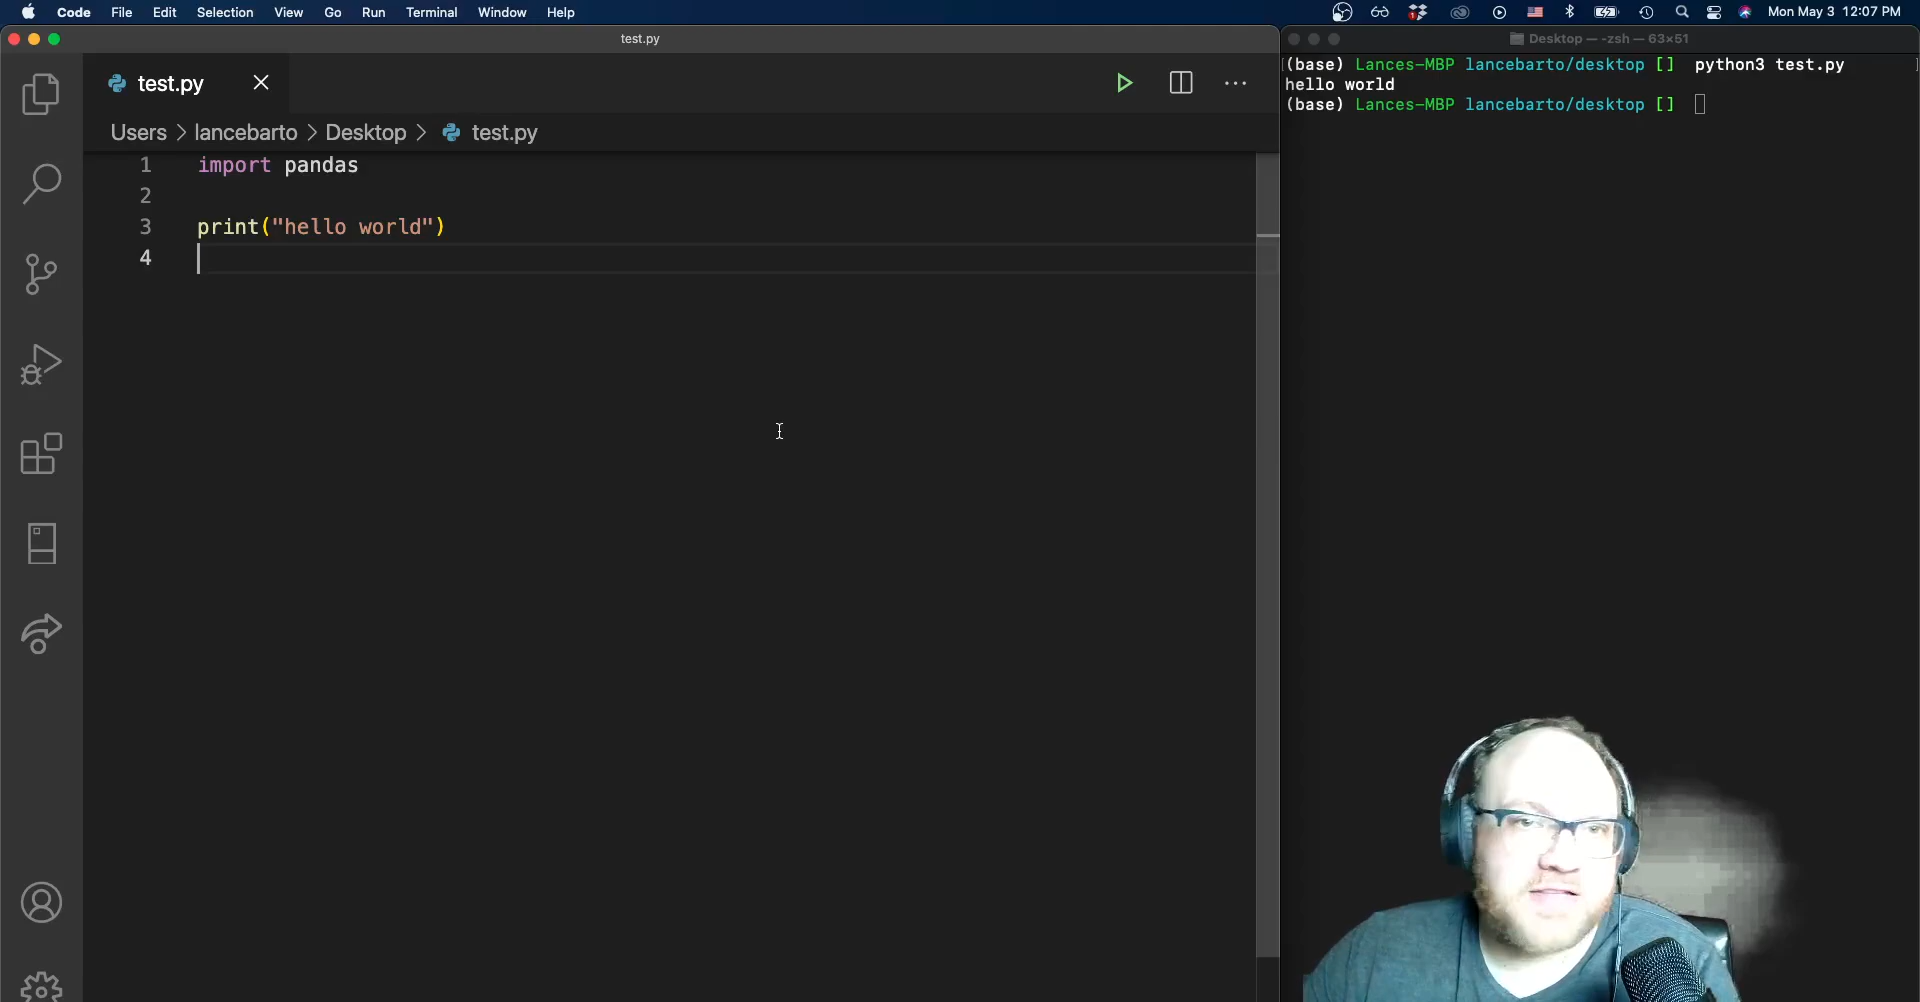 Code File Edit Selection View Go Run Terminal Window Help 1 Mon May 3 12:07 PM
test.py
Desktop — -zsh — 63×51
test.py
Users > lancebarto > Desktop > test.py
1 import pandas
2
3 print("hello world")
4
(base) Lances-MBP lancebarto/desktop [] python3 test.py
hello world
(base) Lances-MBP lancebarto/desktop []